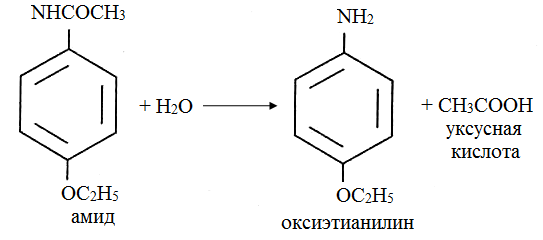 NHCOCH3
NH2
+ H2O
+ CH3COOH
уксусная
кислота
OC2H5
OC2H5
амид
оксиэтианилин